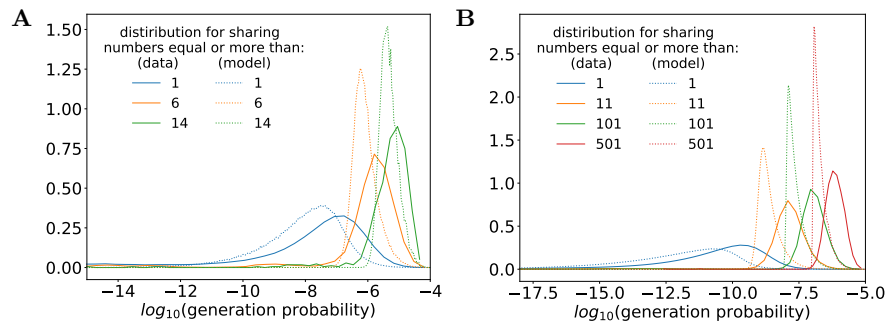 A
distiribution for sharing
numbers equal or more than:
(data) (model)
1 1
6 6
14 14
1.50
1.25
1.00
0.75
0.50
0.25
0.00
−14 −12 −10 −8 −6 −4
log10(generation probability)
B
distiribution for sharing
numbers equal or more than:
(data) (model)
1 1
11 11
101 101
501 501
2.5
2.0
1.5
1.0
0.5
0.0
−17.5 −15.0 −12.5 −10.0 −7.5 −5.0
log10(generation probability)